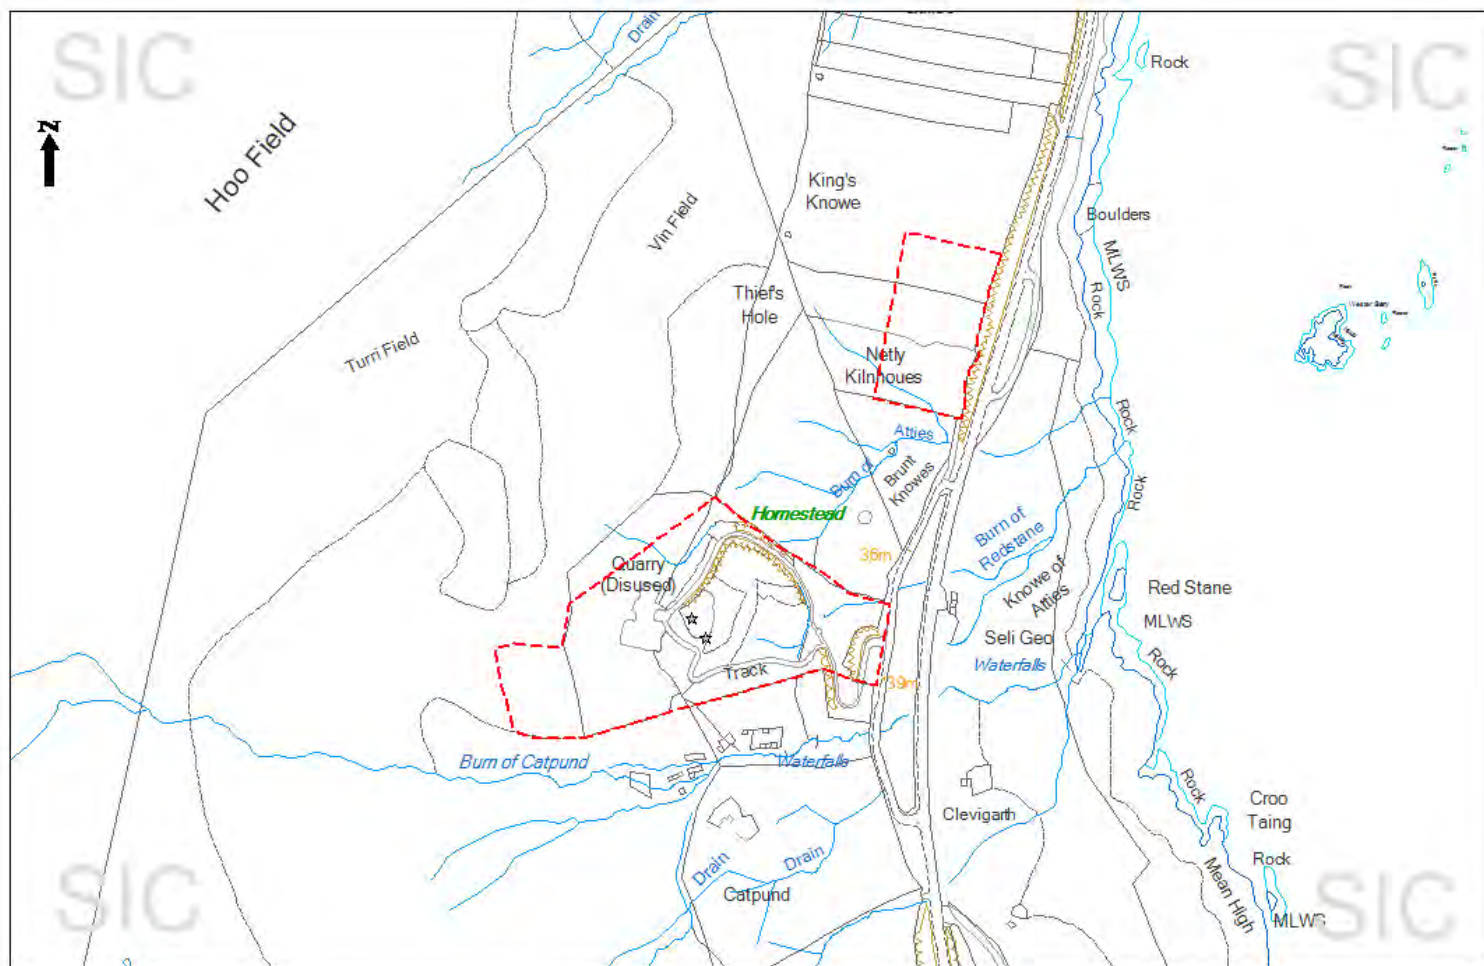 SIC
SIC
Drain
Rock
N
Hoo Field
King's
Knowe
Vin Field
Boulders
MLWS
Rock
Thief's
Hole
Turri Field
Netly
Kilnhoues
Rock
Atties
Burn of
Brunt
Knowes
Rock
Homestead
Burn of
Redstane
36m
Quarry
(Disused)
Knowe of
Atties
Red Stane
MLWS
Seli Geo
Waterfalls
Rock
Track
39m
Burn of Catpund
Waterfalls
Rock
Croo
Taing
Clevigarth
Drain
Drain
Rock
Catpund
Mean High
MLWS
SIC
SIC